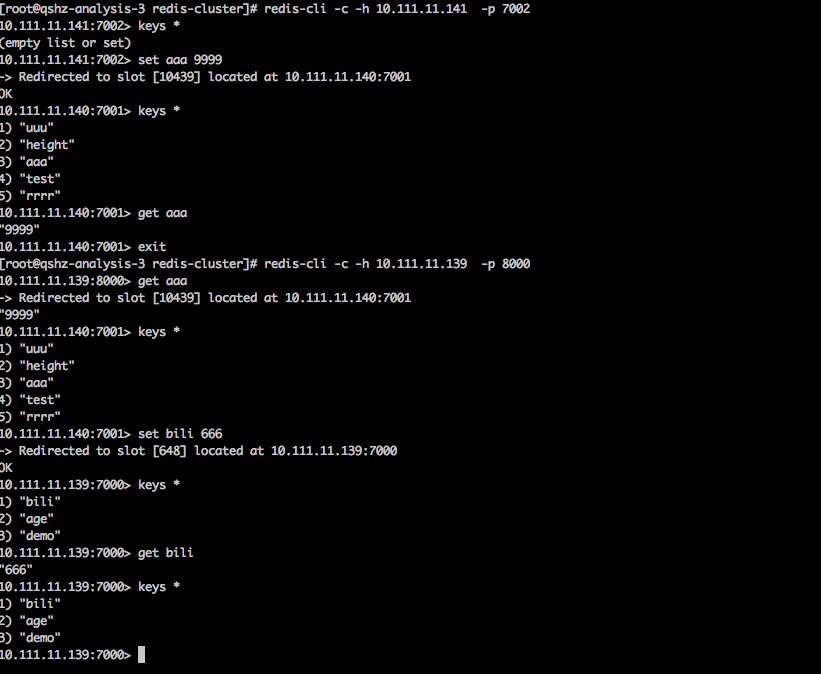 [root@qshz-analysis-3 redis-cluster]# redis-cli -c -h 10.111.11.141  -p 7002
10.111.11.141:7002> keys *
(empty list or set)
10.111.11.141:7002> set aaa 9999
-> Redirected to slot [10439] located at 10.111.11.140:7001
OK
10.111.11.140:7001> keys *
1) "uuu"
2) "height"
3) "aaa"
4) "test"
5) "rrrr"
10.111.11.140:7001> get aaa
"9999"
10.111.11.140:7001> exit
[root@qshz-analysis-3 redis-cluster]# redis-cli -c -h 10.111.11.139  -p 8000
10.111.11.139:8000> get aaa
-> Redirected to slot [10439] located at 10.111.11.140:7001
"9999"
10.111.11.140:7001> keys *
1) "uuu"
2) "height"
3) "aaa"
4) "test"
5) "rrrr"
10.111.11.140:7001> set bili 666
-> Redirected to slot [648] located at 10.111.11.139:7000
OK
10.111.11.139:7000> keys *
1) "bili"
2) "age"
3) "demo"
10.111.11.139:7000> get bili
"666"
10.111.11.139:7000> keys *
1) "bili"
2) "age"
3) "demo"
10.111.11.139:7000>